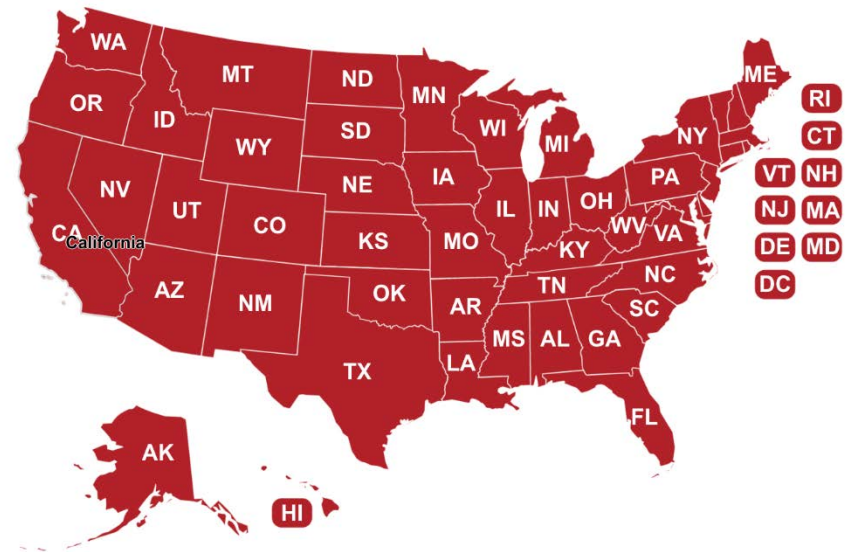 WA
MT
ND
MN
ME
OR
ID
WY
SD
WI
MI
NY
RI
CT
VT NH
NV
UT
CO
NE
IA
IL
IN
OH
PA
NJ MA
CA
California
KS
MO
KY
WV
VA
DE MD
AZ
NM
OK
AR
TN
NC
DC
SC
TX
LA
MS
AL
GA
FL
AK
HI